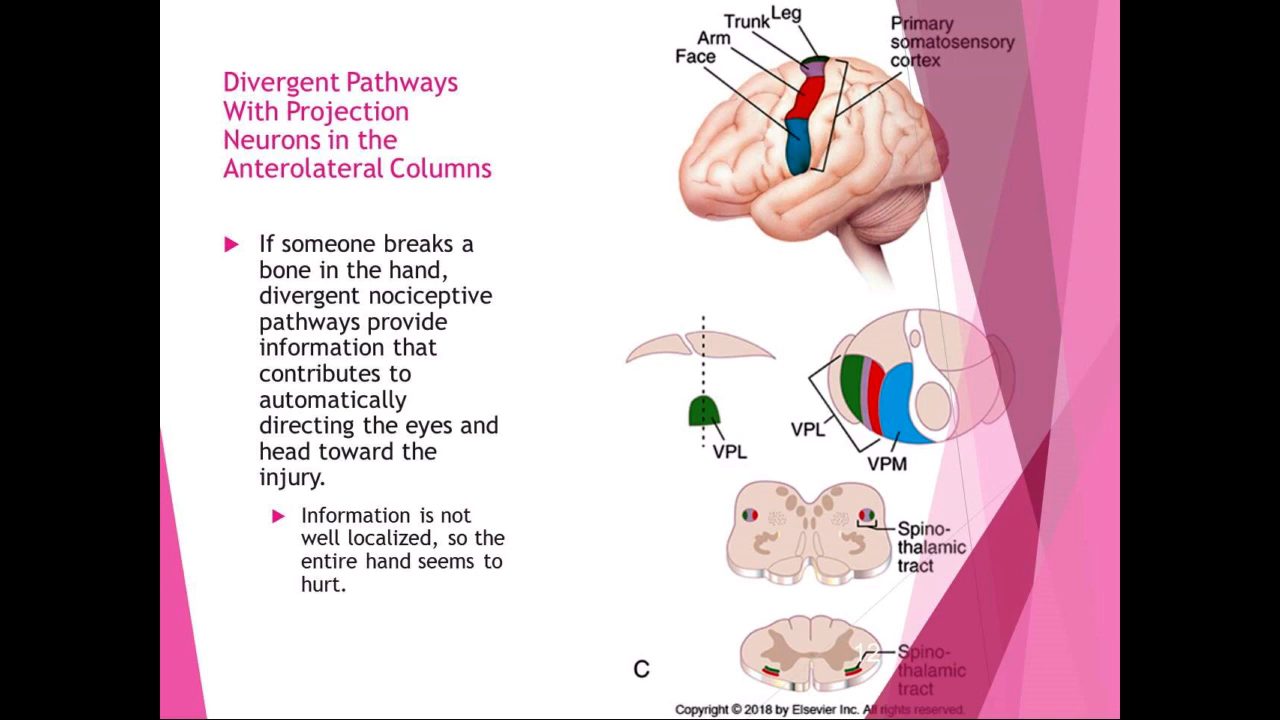 Divergent Pathways
With Projection
Neurons in the
Anterolateral Columns
If someone breaks a
bone in the hand,
divergent nociceptive
pathways provide
information that
contributes to
automatically
directing the eyes and
head toward the
injury.
Information is not
well localized, so the
entire hand seems to
hurt.
Leg
Trunk
Arm
Face
Primary
somatosensory
cortex
VPL
VPL
VPM
Spino-
thalamic
tract
12
Spino-
thalamic
tract
C
Copyright © 2018 by Elsevier Inc. All rights reserved.